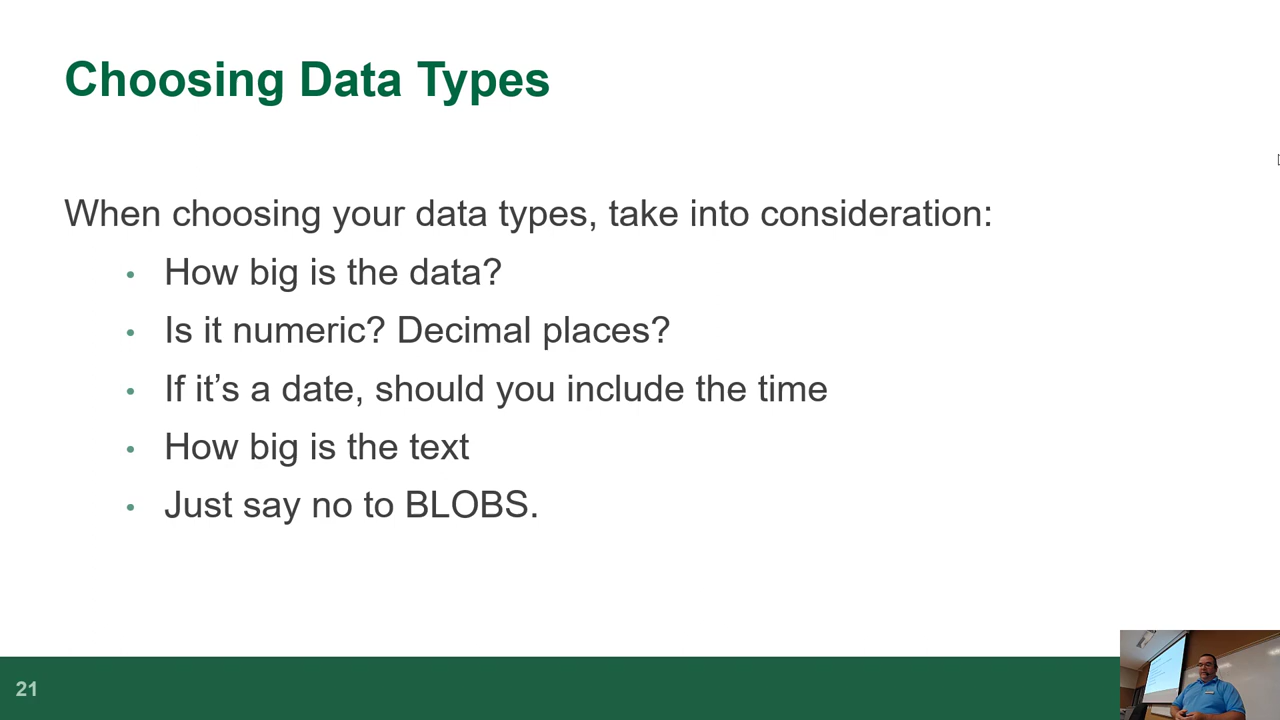 Choosing Data Types
When choosing your data types, take into consideration:
• How big is the data?
• Is it numeric? Decimal places?
• If it’s a date, should you include the time
• How big is the text
• Just say no to BLOBS.
21